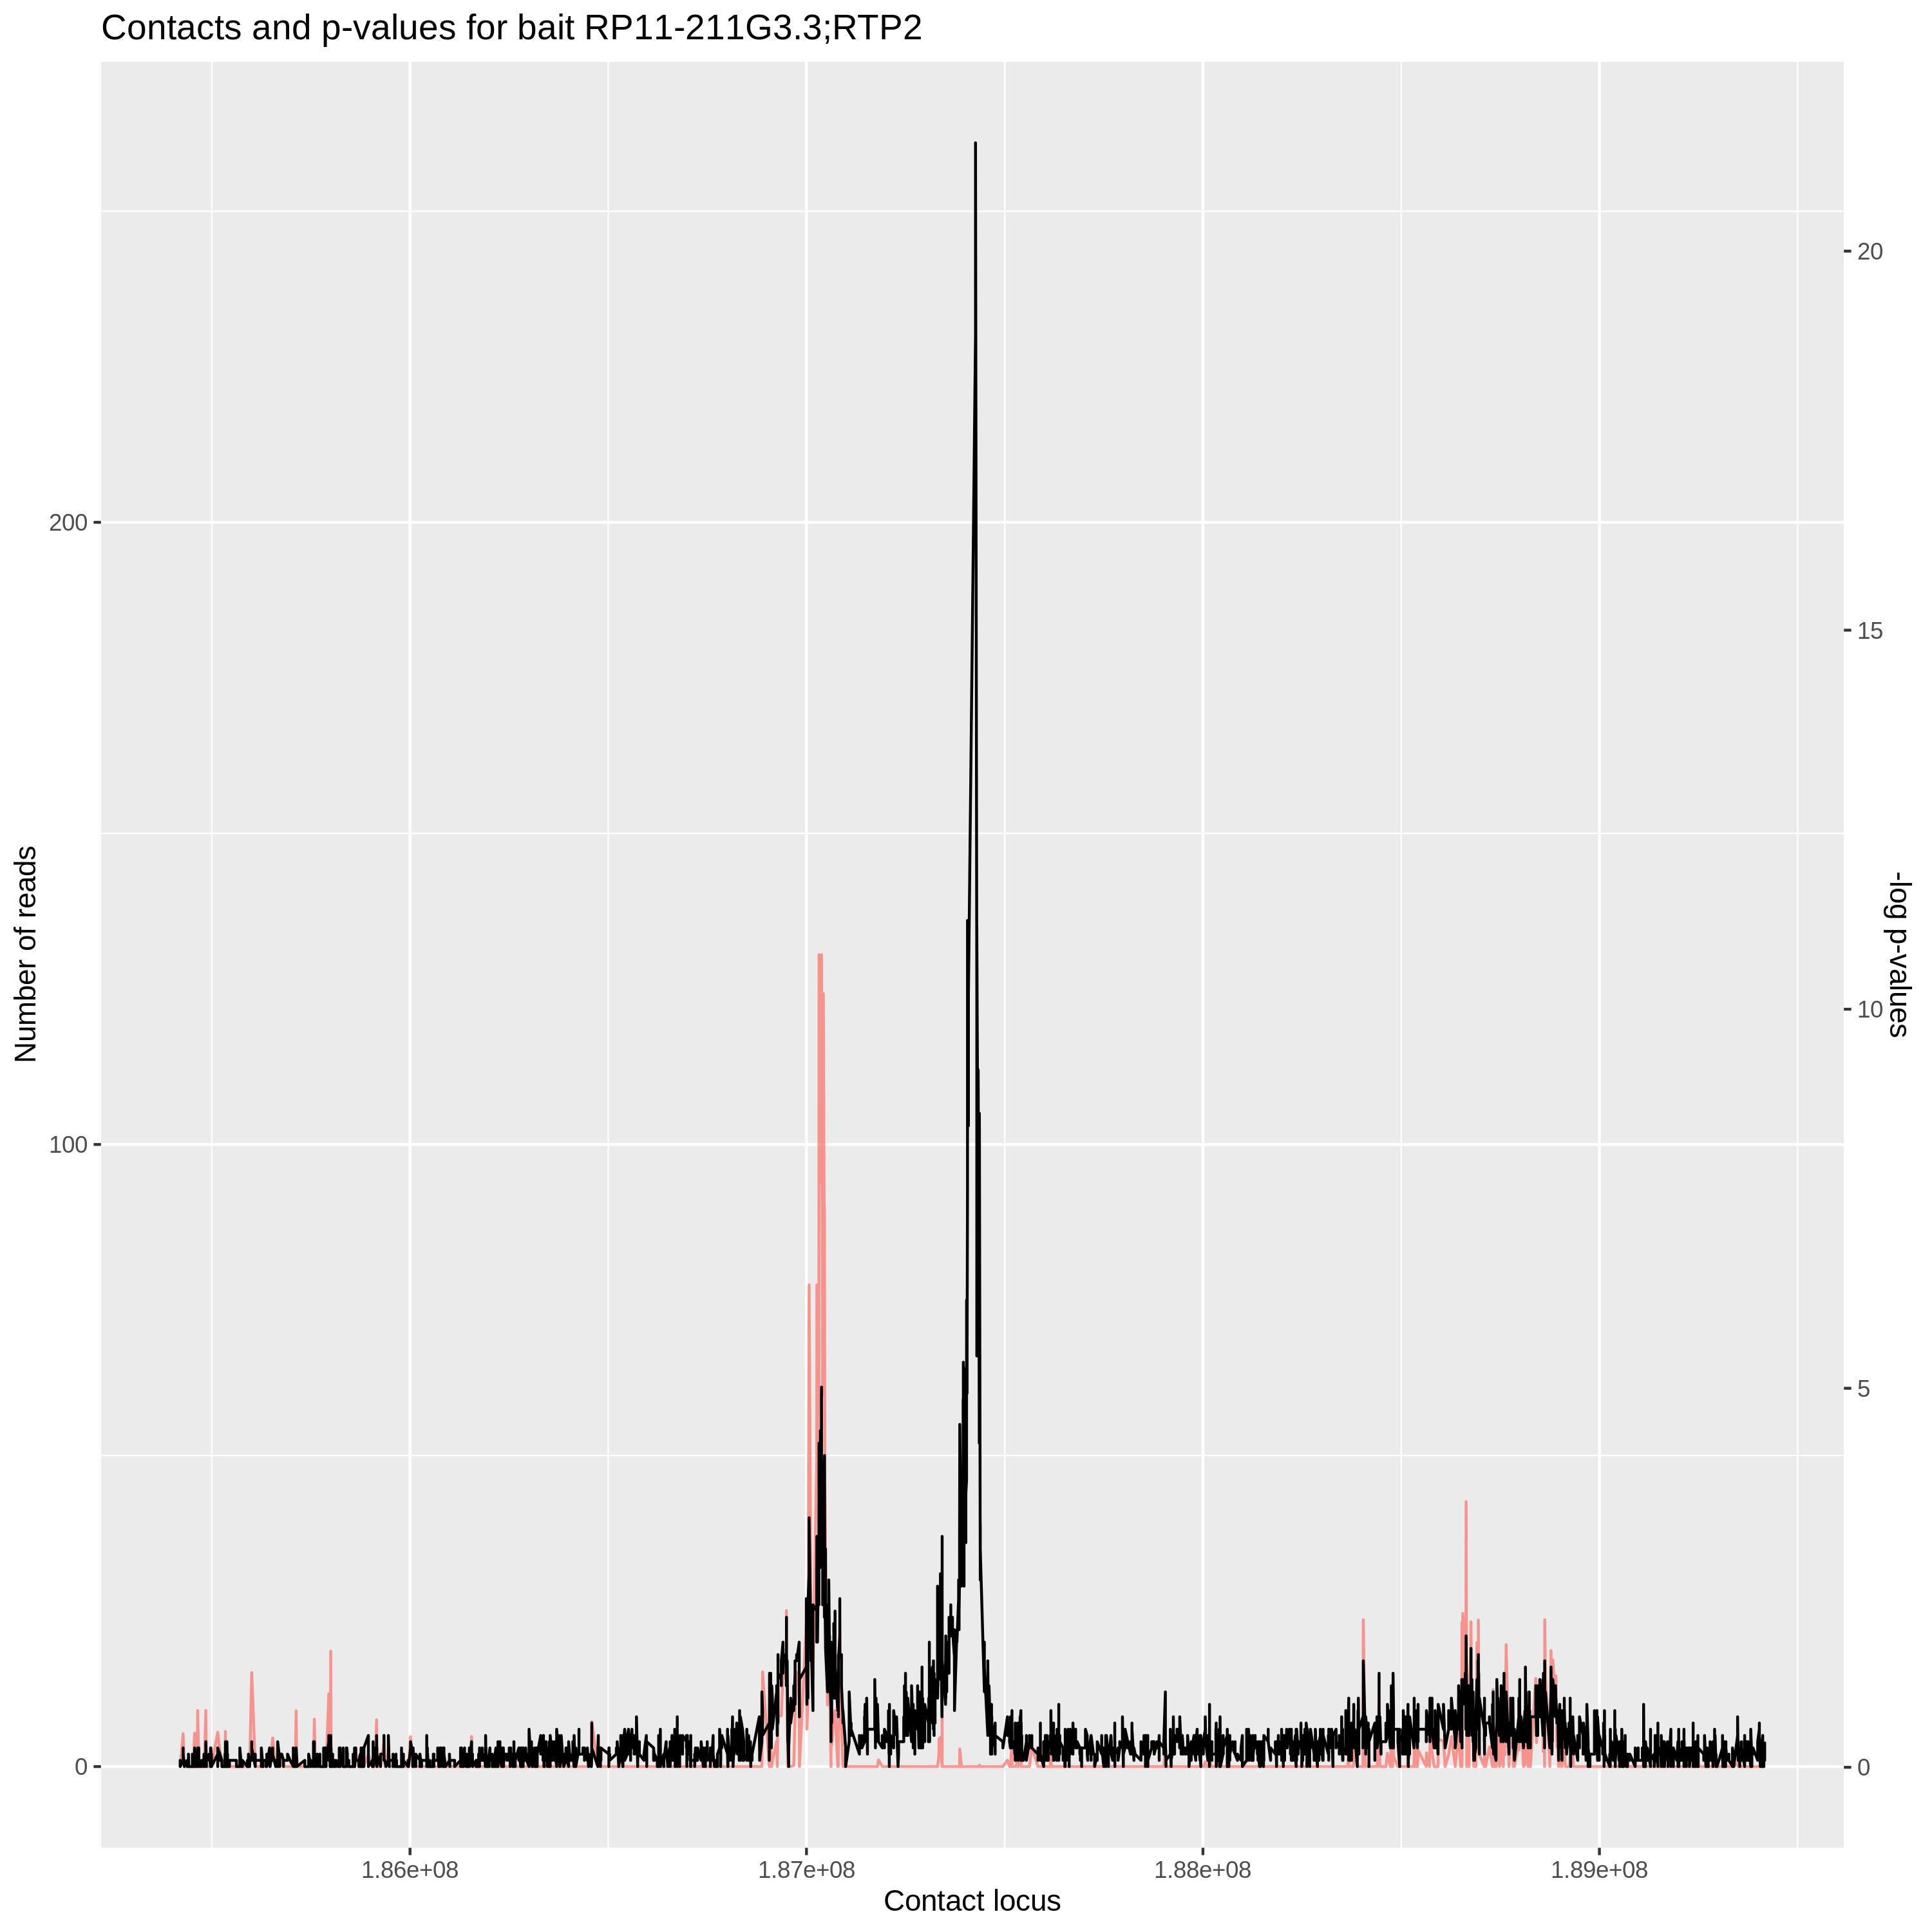 Contacts and p-values for bait RP11-211G3.3;RTP2
200
100
0
Number of reads
20
15
10
5
0
-log p-values
1.86e+08
1.87e+08
1.88e+08
1.89e+08
Contact locus